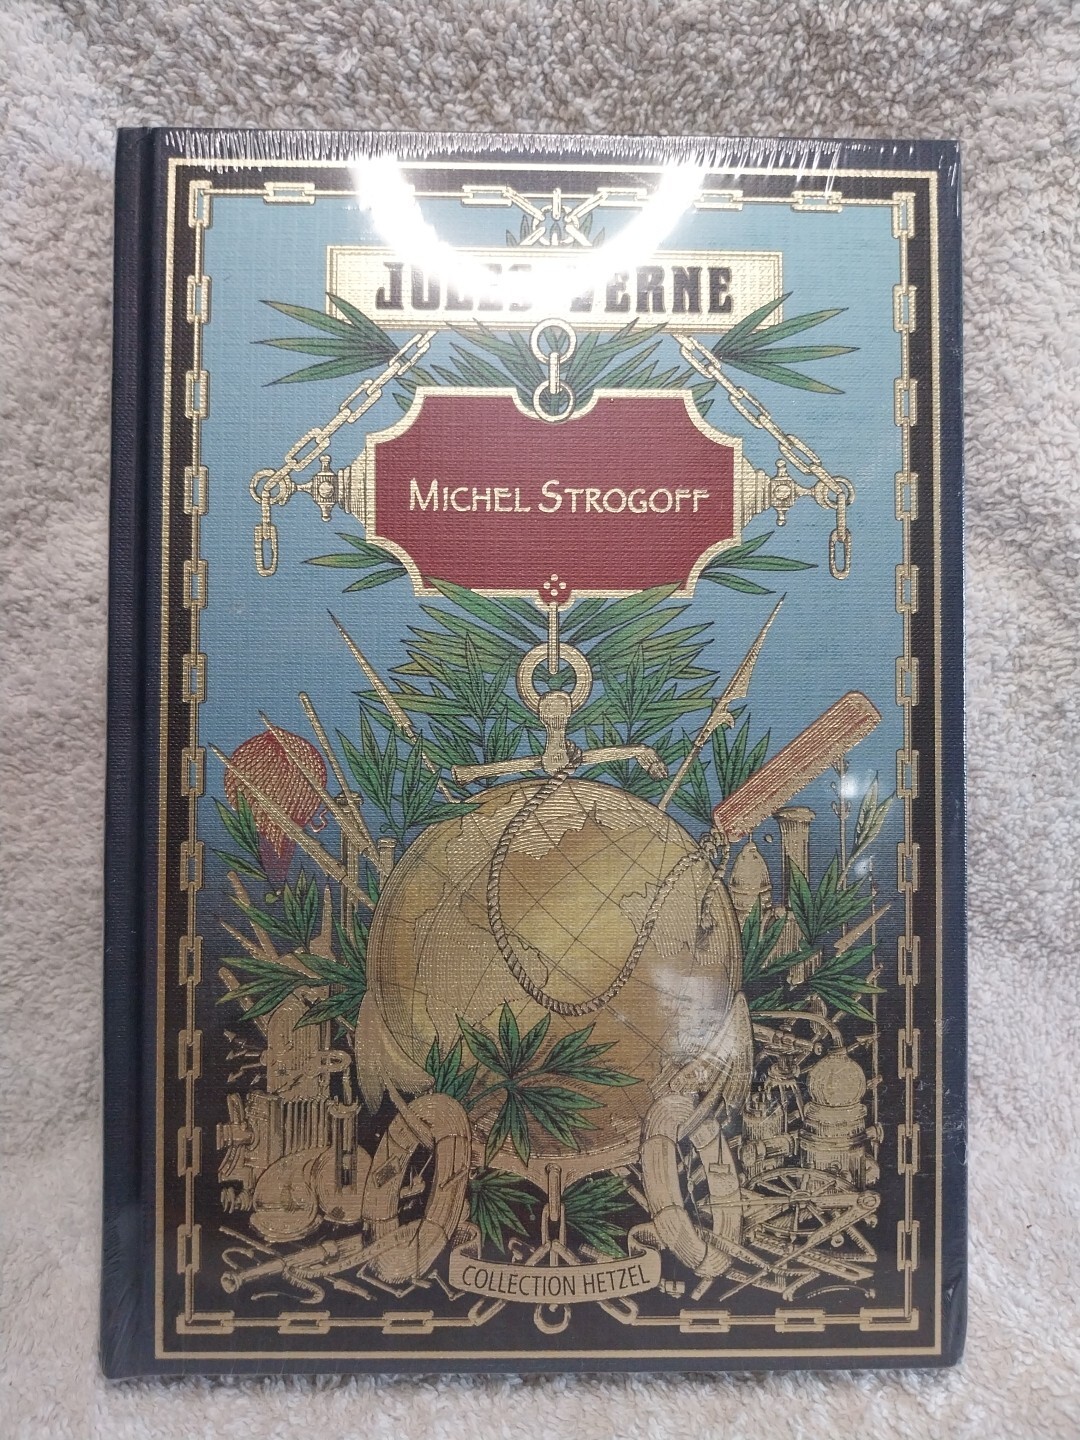 JULES VERNE
MICHEL STROGOFF
COLLECTION HETZEL